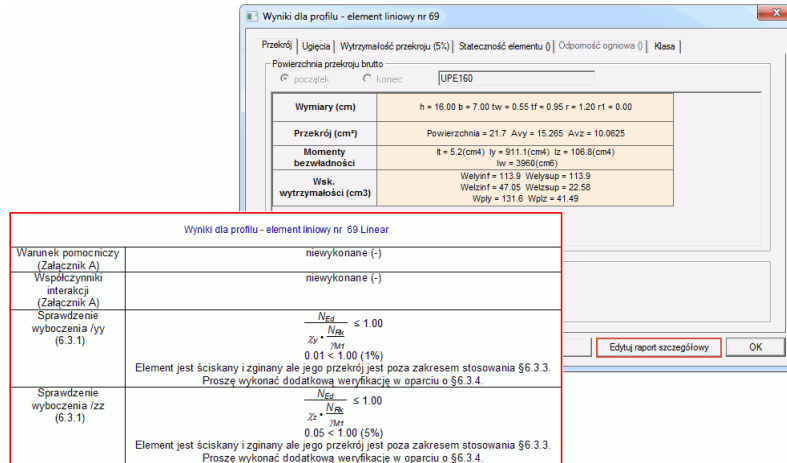 Wyniki dla profilu - element liniowy nr 69
Przekrój Ugięcia Wytrzymałość przekroju (5%) Stateczność elementu () Odporność ogniowa () Klasa
Powierzchnia przekroju brutto
początek koniec UPE160
Wymiary (cm) h = 16.00 b = 7.00 tw = 0.55 tf = 0.95 r = 1.20 r1 = 0.00
Przekrój (cm²) Powierzchnia = 21.7 Avy = 15.265 Avz = 10.0625
Momenty bezwładności It = 5.2(cm4) Iy = 911.1(cm4) Iz = 106.8(cm4)
Iw = 3960(cm6)
Wsk. wytrzymałości (cm3) Welyinf = 113.9 Welysup = 113.9
Welzinf = 47.05 Welzsup = 22.58
Wply = 131.6 Wplz = 41.49
Edytuj raport szczegółowy OK
Wyniki dla profilu - element liniowy nr 69 Linear
Warunek pomocniczy niewykonane (-)
(Załącznik A)
Współczynniki niewykonane (-)
interakcji
(Załącznik A)
Sprawdzenie
wyboczenia /yy
(6.3.1)
N_Ed / (χy • N_Rk / γM1) ≤ 1.00
0.01 < 1.00 (1%)
Element jest ściskany i zginany ale jego przekrój jest poza zakresem stosowania §6.3.3.
Proszę wykonać dodatkową weryfikację w oparciu o §6.3.4.
Sprawdzenie
wyboczenia /zz
(6.3.1)
N_Ed / (χz • N_Rk / γM1) ≤ 1.00
0.05 < 1.00 (5%)
Element jest ściskany i zginany ale jego przekrój jest poza zakresem stosowania §6.3.3.
Proszę wykonać dodatkową weryfikację w oparciu o §6.3.4.